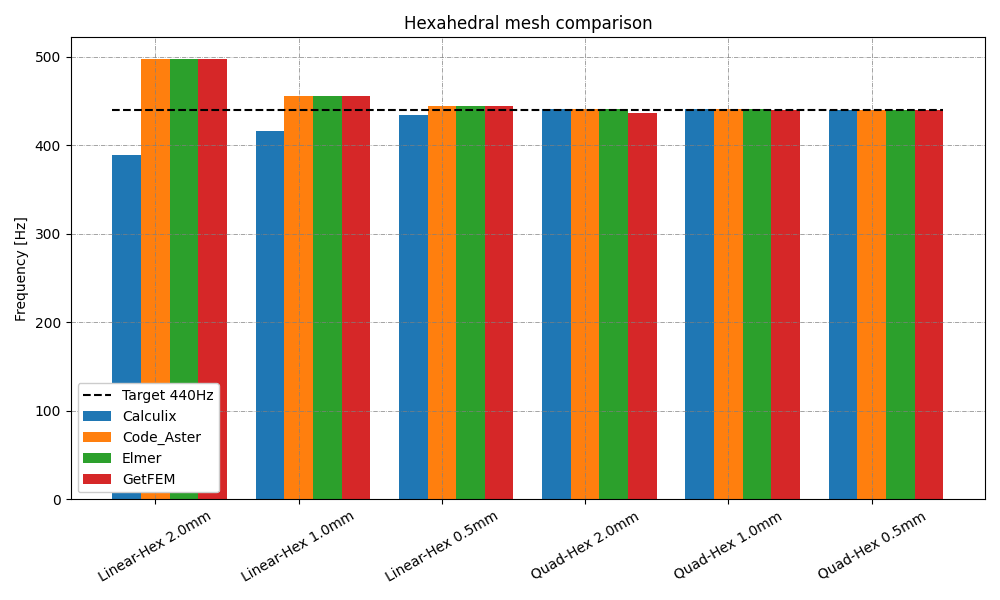 Hexahedral mesh comparison
Frequency [Hz]
500
400
300
200
100
0
Target 440Hz
Calculix
Code_Aster
Elmer
GetFEM
Linear-Hex 2.0mm
Linear-Hex 1.0mm
Linear-Hex 0.5mm
Quad-Hex 2.0mm
Quad-Hex 1.0mm
Quad-Hex 0.5mm